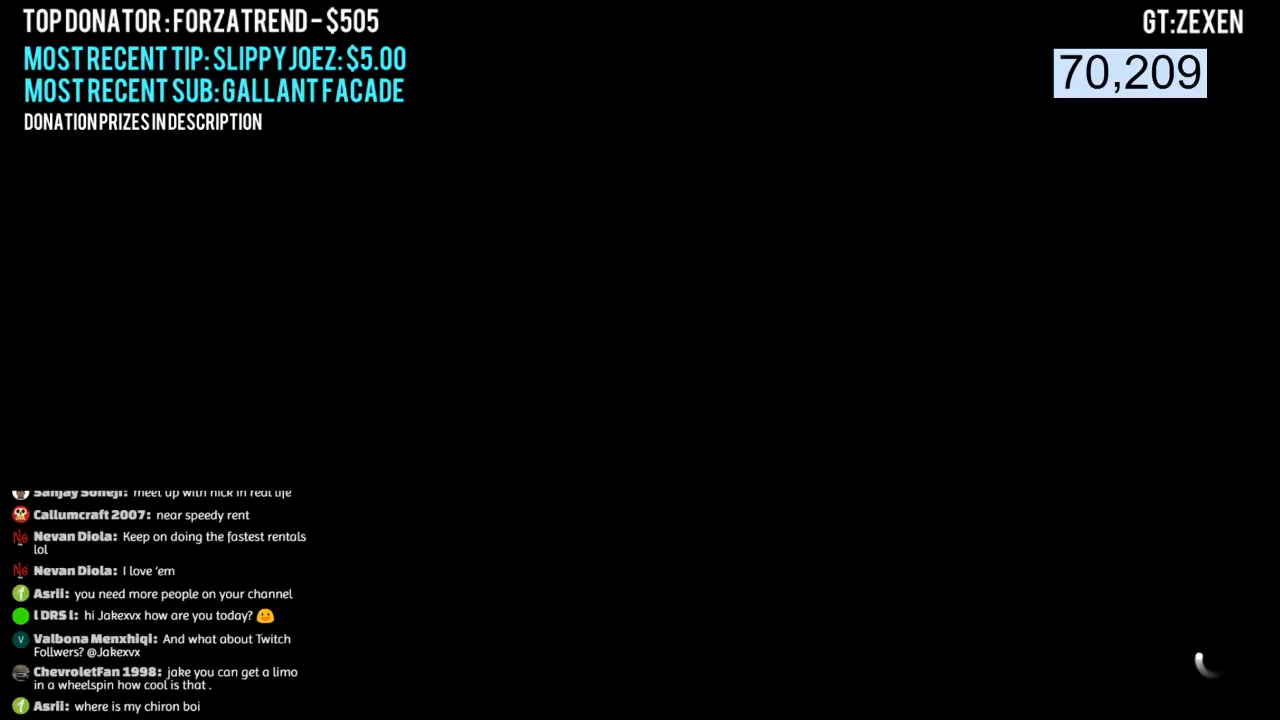 TOP DONATOR : FORZATREND - $505
GT:ZEXEN
MOST RECENT TIP: SLIPPY JOEZ: $5.00
70,209
MOST RECENT SUB: GALLANT FACADE
DONATION PRIZES IN DESCRIPTION
Sanjay Soneji: meet up with nick in real life
Callumcraft 2007: near speedy rent
Nevan Diola: Keep on doing the fastest rentals
lol
Nevan Diola: I love 'em
Asrii: you need more people on your channel
l DRS l: hi Jakexvx how are you today?
Valbona Menxhiqi: And what about Twitch
Follwers? @Jakexvx
ChevroletFan 1998: jake you can get a limo
in a wheelspin how cool is that .
Asrii: where is my chiron boi